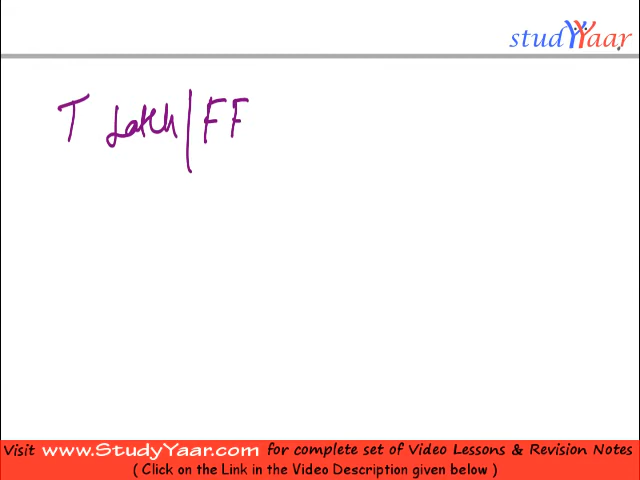 studYYaar
T Latch/FF
Visit www.StudyYaar.com for complete set of Video Lessons & Revision Notes
( Click on the Link in the Video Description given below )